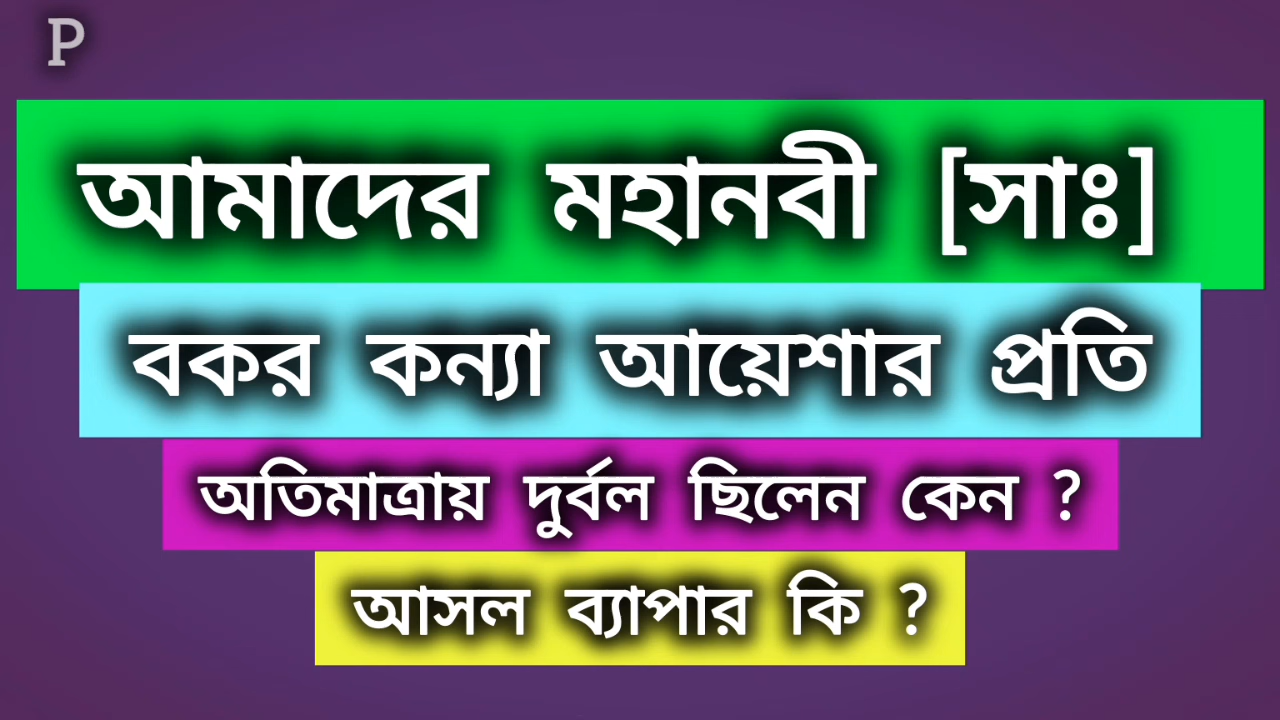 P
আমাদের মহানবী [সাঃ]
বকর কন্যা আয়েশার প্রতি
অতিমাত্রায় দুর্বল ছিলেন কেন ?
আসল ব্যাপার কি ?